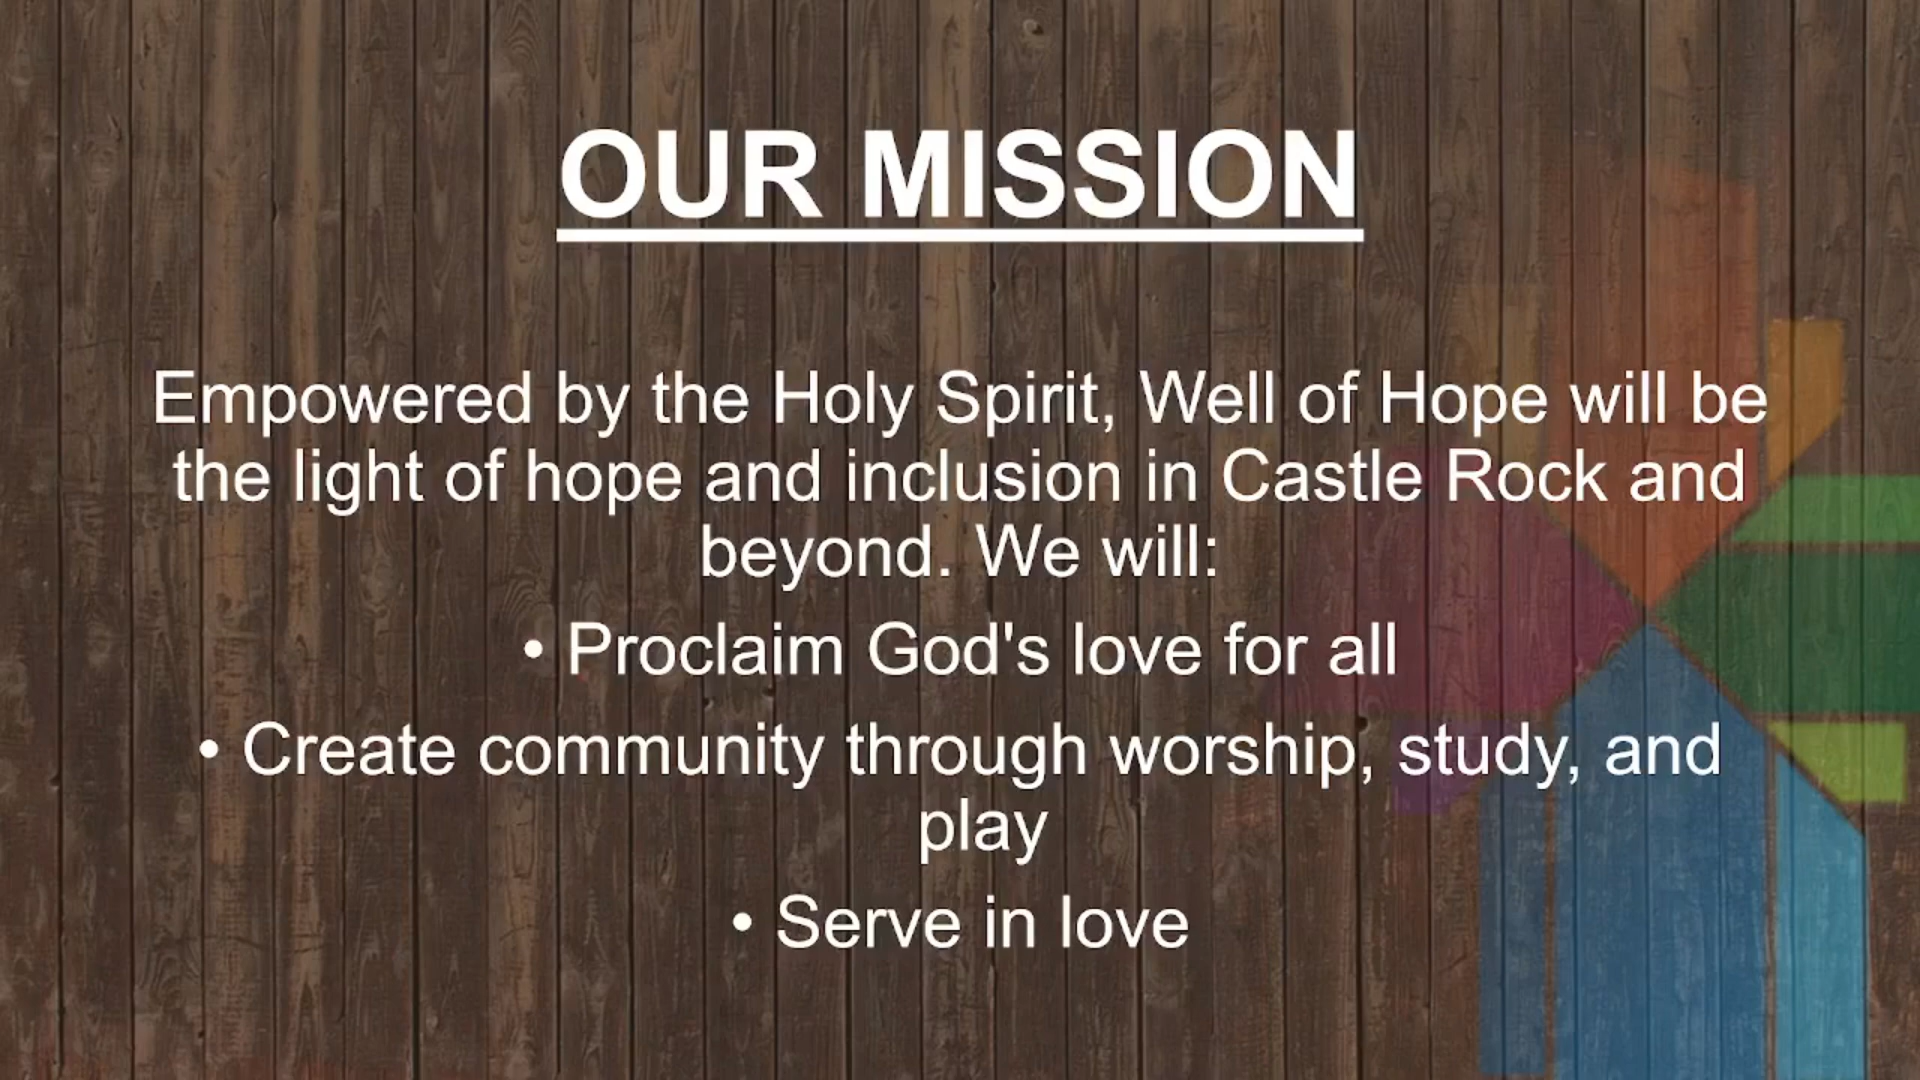 OUR MISSION
Empowered by the Holy Spirit, Well of Hope will be
the light of hope and inclusion in Castle Rock and
beyond. We will:
• Proclaim God's love for all
• Create community through worship, study, and
play
• Serve in love